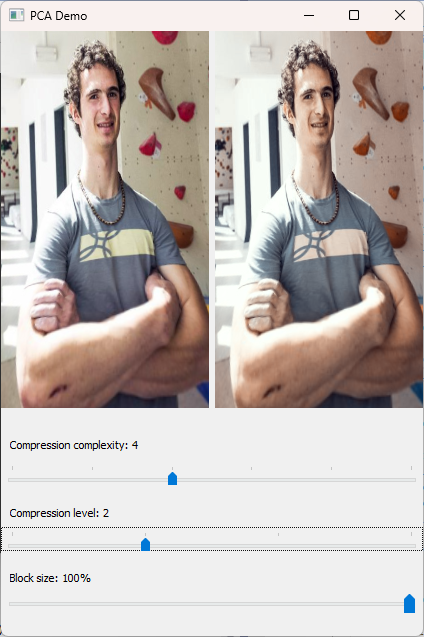 PCA Demo
Compression complexity: 4
Compression level: 2
Block size: 100%